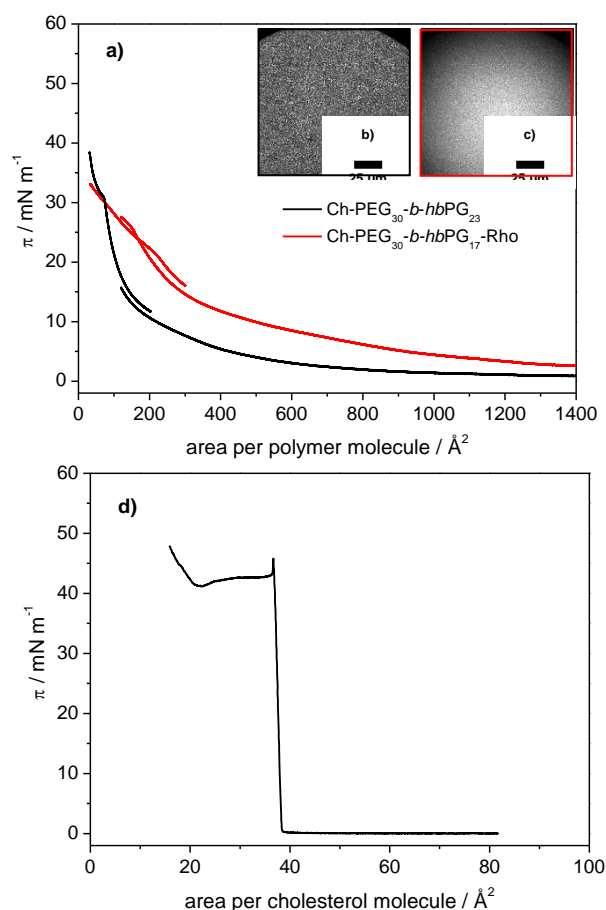 a)
b)
c)
25 µm
25 µm
Ch-PEG₃₀-b-hbPG₂₃
Ch-PEG₃₀-b-hbPG₁₇-Rho
π / mN m⁻¹
60
50
40
30
20
10
0
0 200 400 600 800 1000 1200 1400
area per polymer molecule / Å²
d)
π / mN m⁻¹
60
50
40
30
20
10
0
0 20 40 60 80 100
area per cholesterol molecule / Å²